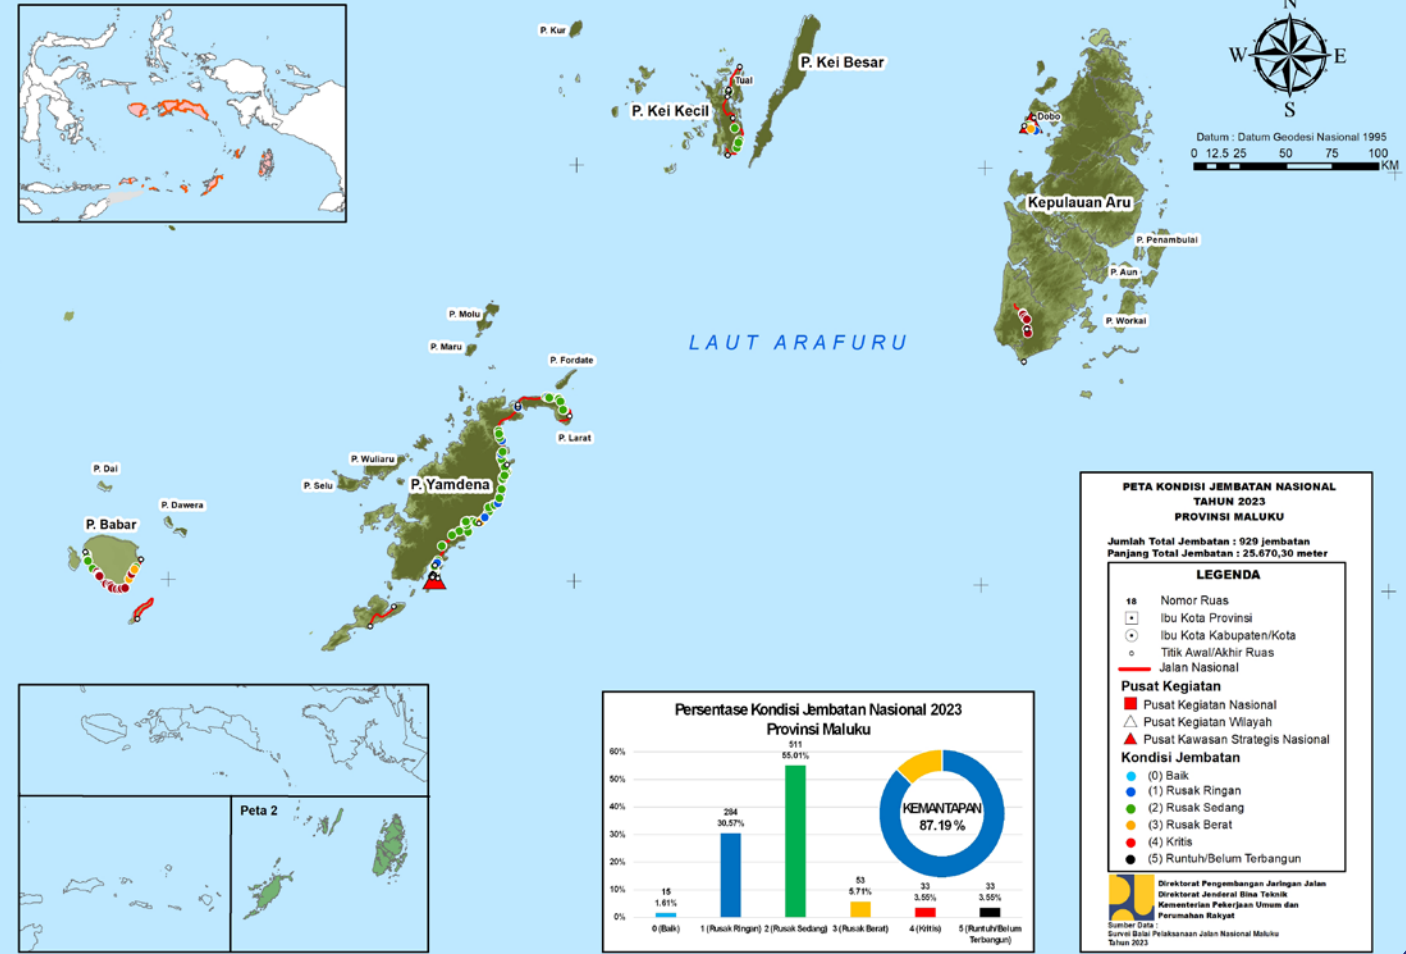 P. Kur
P. Kei Besar
Tual
P. Kei Kecil
Dobo
Kepulauan Aru
P. Penambulai
P. Aun
P. Workai
N
W
E
S
Datum : Datum Geodesi Nasional 1995
0 12.5 25 50 75 100
KM
LAUT ARAFURU
P. Molu
P. Maru
P. Fordate
P. Larat
P. Wuliaru
P. Selu
P. Yamdena
P. Dai
P. Dawera
P. Babar
Peta 2
Persentase Kondisi Jembatan Nasional 2023
Provinsi Maluku
60%
50%
40%
30%
20%
10%
0%
15
1.61%
284
30.57%
511
55.01%
53
5.71%
33
3.55%
33
3.55%
KEMANTAPAN
87.19 %
0 (Baik)
1 (Rusak Ringan)
2 (Rusak Sedang)
3 (Rusak Berat)
4 (Kritis)
5 (Runtuh/Belum
Terbangun)
PETA KONDISI JEMBATAN NASIONAL
TAHUN 2023
PROVINSI MALUKU
Jumlah Total Jembatan : 929 jembatan
Panjang Total Jembatan : 25.670,30 meter
LEGENDA
18 Nomor Ruas
Ibu Kota Provinsi
Ibu Kota Kabupaten/Kota
Titik Awal/Akhir Ruas
Jalan Nasional
Pusat Kegiatan
Pusat Kegiatan Nasional
Pusat Kegiatan Wilayah
Pusat Kawasan Strategis Nasional
Kondisi Jembatan
(0) Baik
(1) Rusak Ringan
(2) Rusak Sedang
(3) Rusak Berat
(4) Kritis
(5) Runtuh/Belum Terbangun
Direktorat Pengembangan Jaringan Jalan
Direktorat Jenderal Bina Teknik
Kementerian Pekerjaan Umum dan
Perumahan Rakyat
Sumber Data :
Survei Balai Pelaksanaan Jalan Nasional Maluku
Tahun 2023